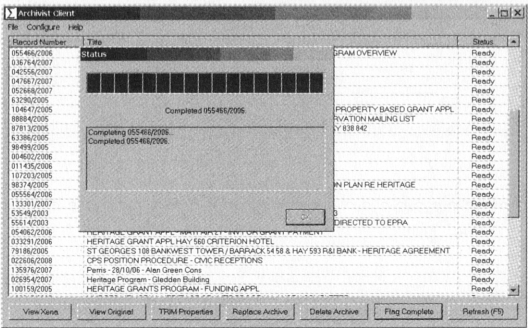 Archivist Client
File Configure Help
Record Number Title Status
Status
055466/2006 GRAM OVERVIEW Ready
036764/2007 Ready
042556/2007 Ready
047667/2007 Ready
052668/2007 Ready
63290/2005 Ready
104647/2005 PROPERTY BASED GRANT APPL Ready
88884/2005 RVATION MAILING LIST Ready
87813/2005 Y 838 842 Ready
63386/2005 Ready
98499/2005 Ready
004602/2006 Ready
011435/2006 Ready
107203/2005 Ready
98374/2005 N PLAN RE HERITAGE Ready
055564/2006 Ready
133301/2007 Ready
53549/2003 Ready
55614/2003 DIRECTED TO EPRA Ready
Completed 055466/2006.
Completing 055466/2006...
Completed 055466/2006.
054062/2006 HERITAGE GRANT APPL Ready
033291/2006 HERITAGE GRANT APPL HAY 560 CRITERION HOTEL Ready
79186/2005 ST GEORGES 108 BANKWEST TOWER / BARRACK 54 58 & HAY 593 R&I BANK - HERITAGE AGREEMENT Ready
022606/2008 CPS POSITION PROCEDURE - CIVIC RECEPTIONS Ready
135976/2007 Perris - 28/10/06 - Alan Green Cons Ready
026954/2007 Heritage Program - Gledden Building Ready
100159/2005 HERITAGE GRANTS PROGRAM - FUNDING APPL Ready
View Xena View Original TRIM Properties Replace Archive Delete Archive Flag Complete Refresh (F5)